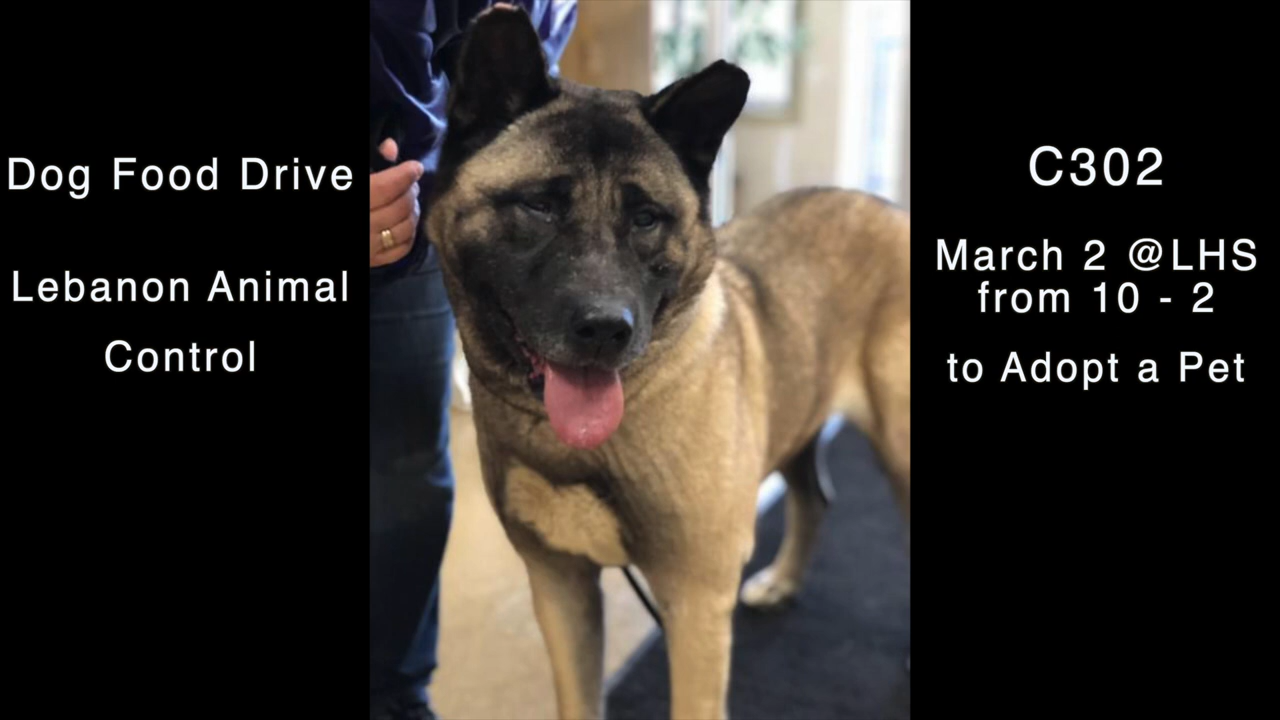 Dog Food Drive
Lebanon Animal
Control
C302
March 2 @LHS
from 10 - 2
to Adopt a Pet